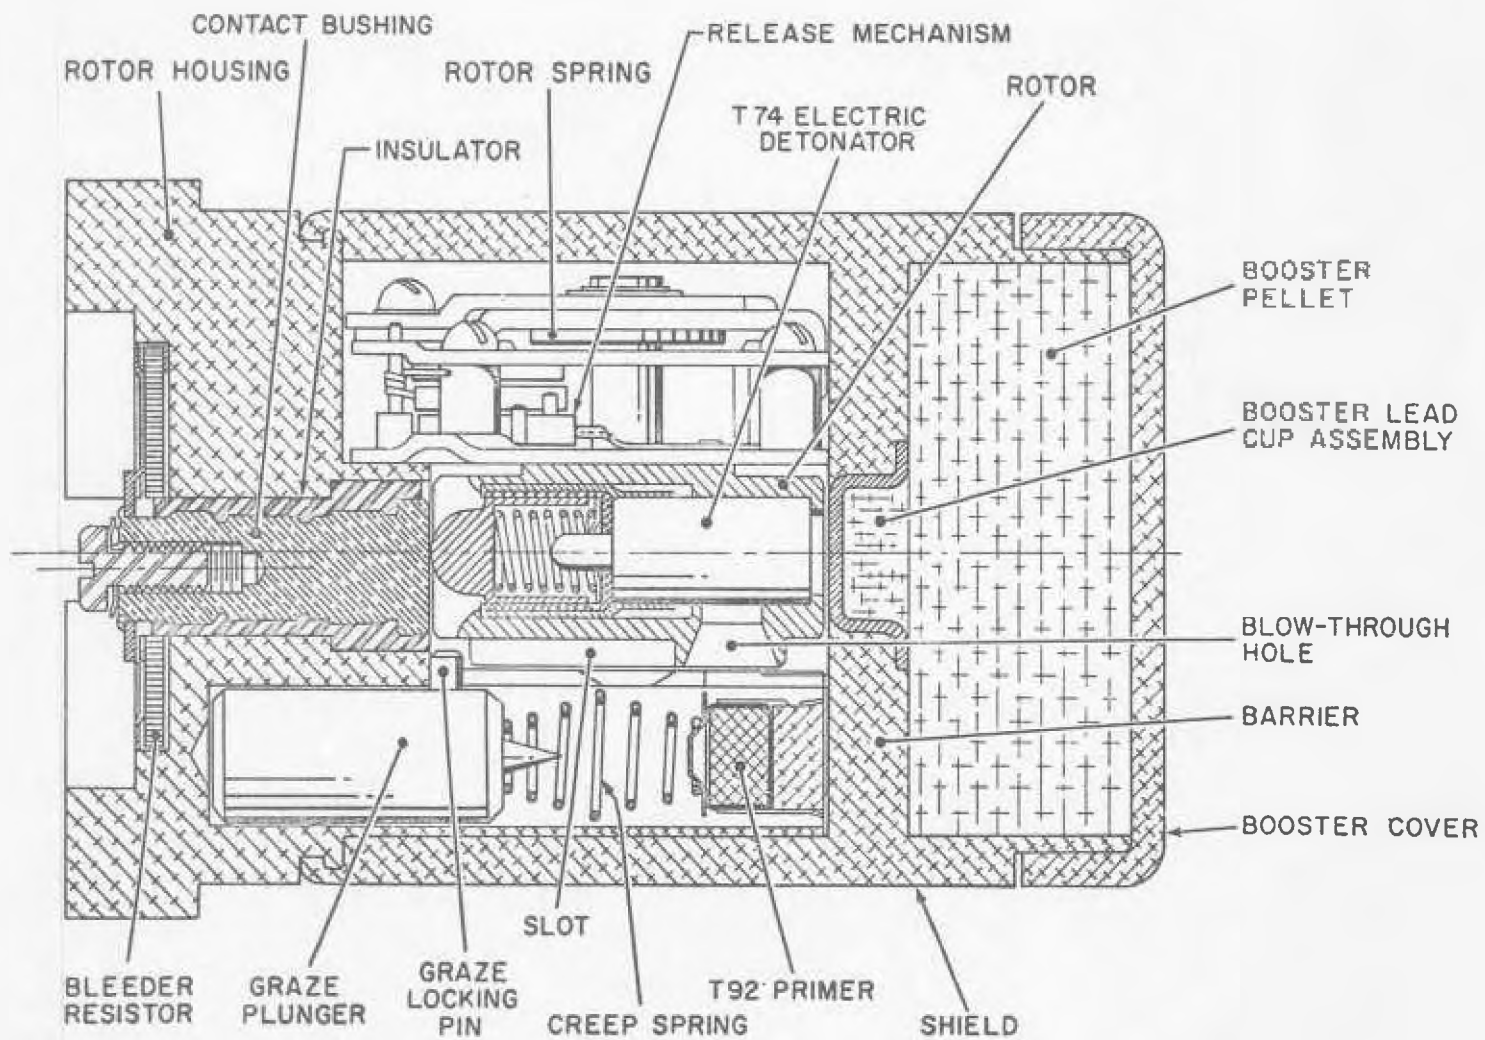 CONTACT BUSHING
RELEASE MECHANISM
ROTOR HOUSING
ROTOR SPRING
ROTOR
T74 ELECTRIC
DETONATOR
INSULATOR
BOOSTER
PELLET
BOOSTER LEAD
CUP ASSEMBLY
BLOW-THROUGH
HOLE
BARRIER
BOOSTER COVER
SLOT
BLEEDER
RESISTOR
GRAZE
PLUNGER
GRAZE
LOCKING
PIN
CREEP SPRING
T92 PRIMER
SHIELD